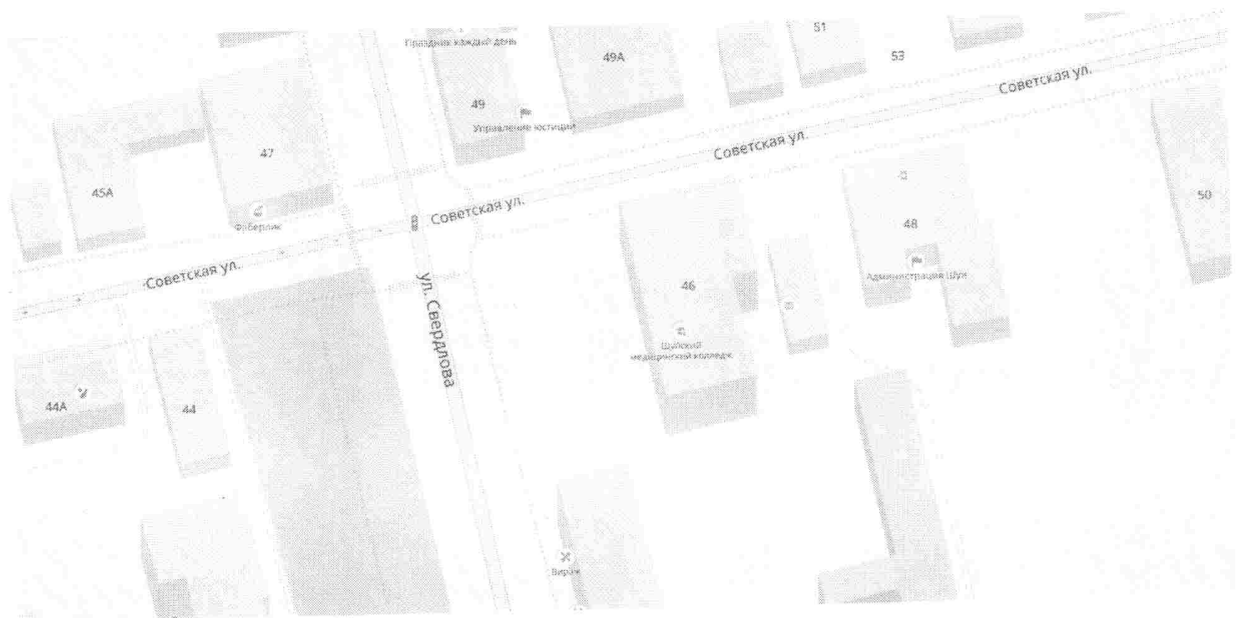 Праздник каждый день
51
49А
53
Советская ул.
49
Управление юстиции
Советская ул.
47
45А
50
Советская ул.
48
Фаберлик
Администрация Шуи
Советская ул.
46
ул. Свердлова
Шуйский
медицинский колледж
44А
44
Вираж